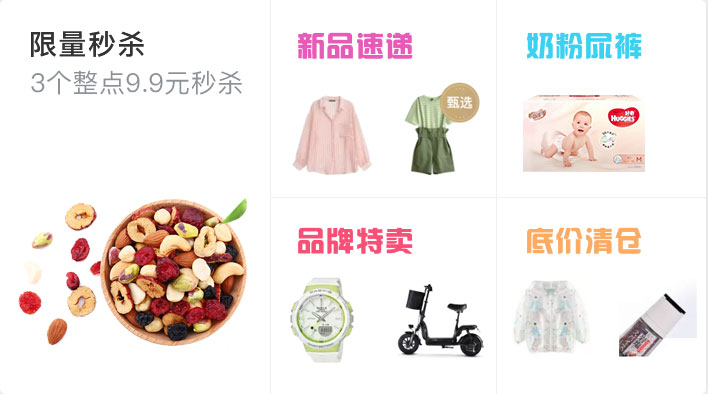 限量秒杀
3个整点9.9元秒杀
新品速递
甄选
奶粉尿裤
好奇
HUGGIES
M
品牌特卖
底价清仓